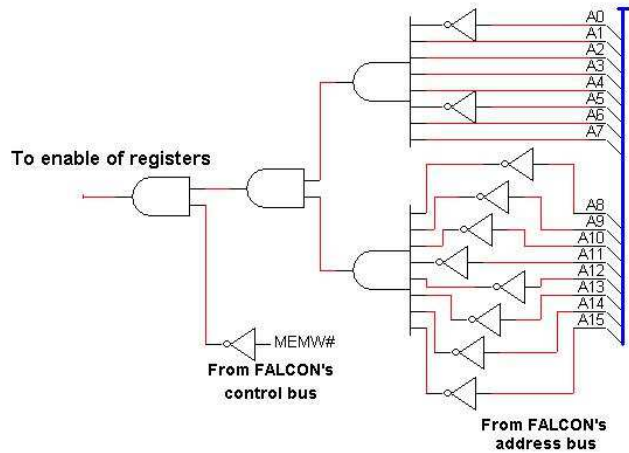 A0
A1
A2
A3
A4
A5
A6
A7
To enable of registers
A8
A9
A10
A11
A12
A13
A14
A15
MEMW#
From FALCON's
control bus
From FALCON's
address bus